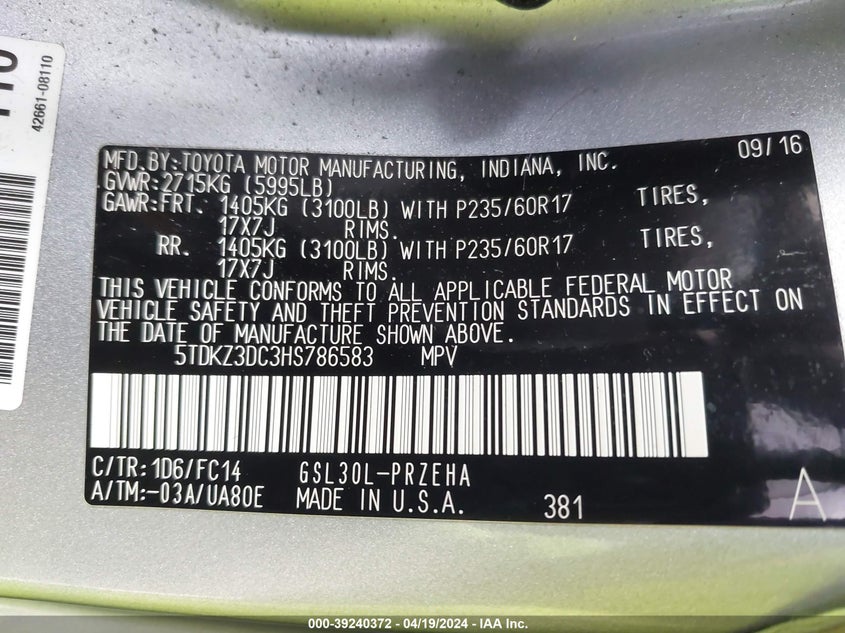 42661-08110
09/16
MFD.BY:TOYOTA MOTOR MANUFACTURING, INDIANA, INC.
GVWR:2715KG (5995LB)
GAWR:FRT. 1405KG (3100LB) WITH P235/60R17 TIRES,
17X7J RIMS.
RR. 1405KG (3100LB) WITH P235/60R17 TIRES,
17X7J RIMS.
THIS VEHICLE CONFORMS TO ALL APPLICABLE FEDERAL MOTOR
VEHICLE SAFETY AND THEFT PREVENTION STANDARDS IN EFFECT ON
THE DATE OF MANUFACTURE SHOWN ABOVE.
5TDKZ3DC3HS786583 MPV
C/TR:1D6/FC14 GSL30L-PRZEHA
A/TM:-03A/UA80E MADE IN U.S.A. 381 A
000-39240372 - 04/19/2024 - IAA Inc.